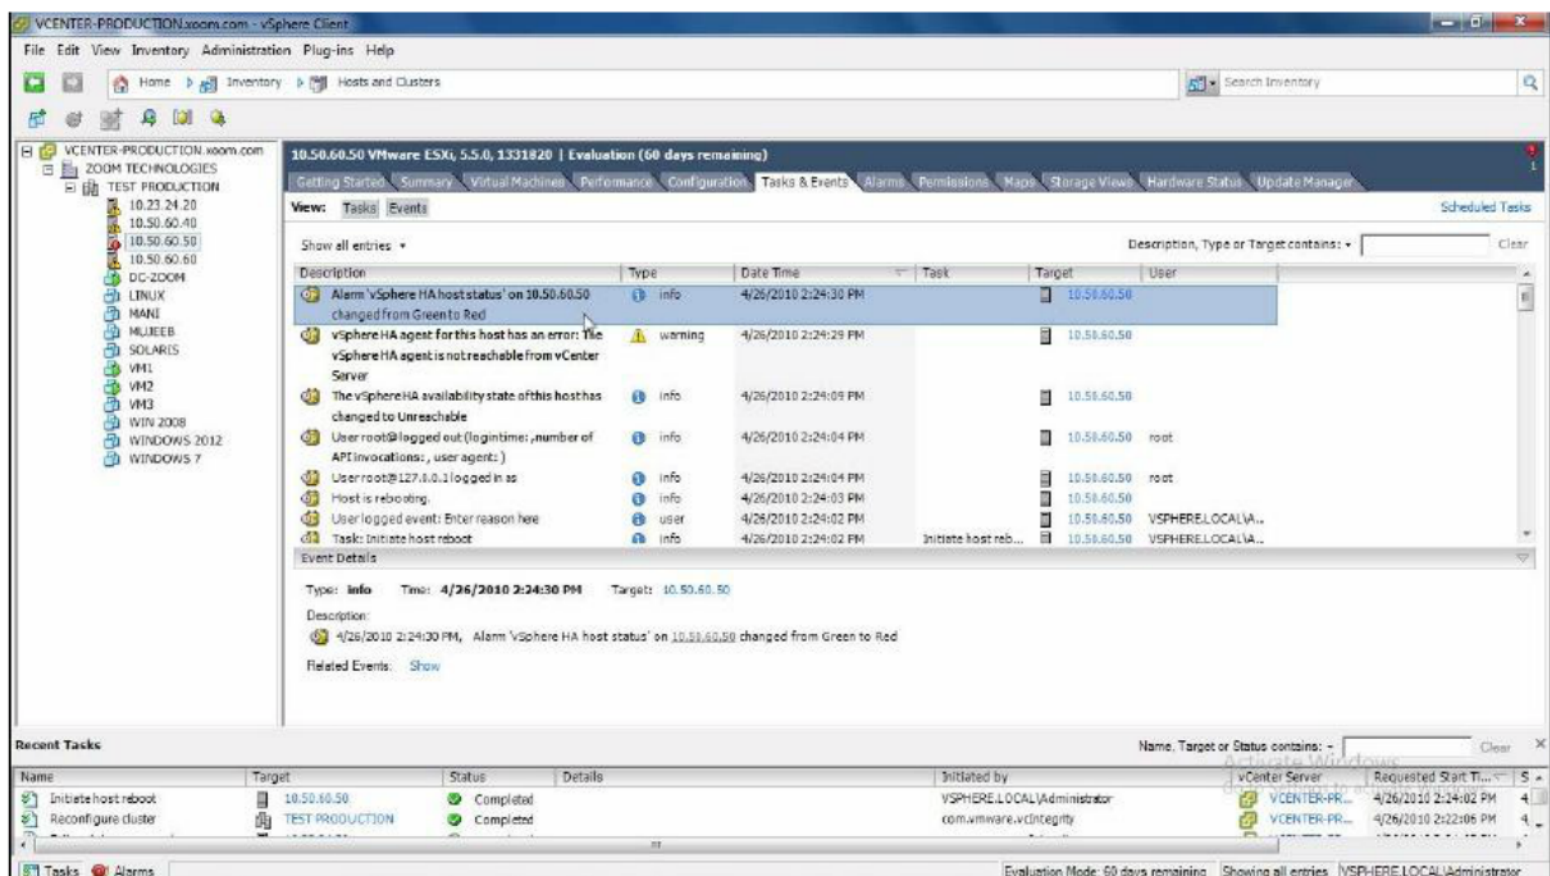 VCENTER-PRODUCTION.xoom.com - vSphere Client
File Edit View Inventory Administration Plug-ins Help
Home Inventory Hosts and Clusters
Search Inventory
VCENTER-PRODUCTION.xoom.com
ZOOM TECHNOLOGIES
TEST PRODUCTION
10.23.24.20
10.50.60.40
10.50.60.50
10.50.60.60
DC-ZOOM
LINUX
MANI
MUJEEB
SOLARIS
VM1
VM2
VM3
WIN 2008
WINDOWS 2012
WINDOWS 7
10.50.60.50 VMware ESXi, 5.5.0, 1331820 | Evaluation (60 days remaining)
1
Getting Started Summary Virtual Machines Performance Configuration Tasks & Events Alarms Permissions Maps Storage Views Hardware Status Update Manager
View: Tasks Events
Scheduled Tasks
Show all entries
Description, Type or Target contains:
Clear
Description Type Date Time Task Target User
Alarm 'vSphere HA host status' on 10.50.60.50 info 4/26/2010 2:24:30 PM 10.50.60.50
changed from Green to Red
vSphere HA agent for this host has an error: The warning 4/26/2010 2:24:29 PM 10.50.60.50
vSphere HA agent is not reachable from vCenter
Server
The vSphere HA availability state of this host has info 4/26/2010 2:24:09 PM 10.50.60.50
changed to Unreachable
User root@ logged out (login time: , number of info 4/26/2010 2:24:04 PM 10.50.60.50 root
API invocations: , user agent: )
User root@127.0.0.1 logged in as info 4/26/2010 2:24:04 PM 10.50.60.50 root
Host is rebooting. info 4/26/2010 2:24:03 PM 10.50.60.50
User logged event: Enter reason here user 4/26/2010 2:24:02 PM 10.50.60.50 VSPHERE.LOCAL\A...
Task: Initiate host reboot info 4/26/2010 2:24:02 PM Initiate host reb... 10.50.60.50 VSPHERE.LOCAL\A...
Event Details
Type: info Time: 4/26/2010 2:24:30 PM Target: 10.50.60.50
Description:
4/26/2010 2:24:30 PM, Alarm 'vSphere HA host status' on 10.50.60.50 changed from Green to Red
Related Events: Show
Recent Tasks
Name, Target or Status contains:
Clear
Activate Windows
Name Target Status Details Initiated by vCenter Server Requested Start Ti... S
Initiate host reboot 10.50.60.50 Completed VSPHERE.LOCAL\Administrator VCENTER-PR... 4/26/2010 2:24:02 PM 4
Reconfigure cluster TEST PRODUCTION Completed com.vmware.vcIntegrity VCENTER-PR... 4/26/2010 2:22:06 PM 4
Tasks Alarms
Evaluation Mode: 60 days remaining Showing all entries VSPHERE.LOCAL\Administrator